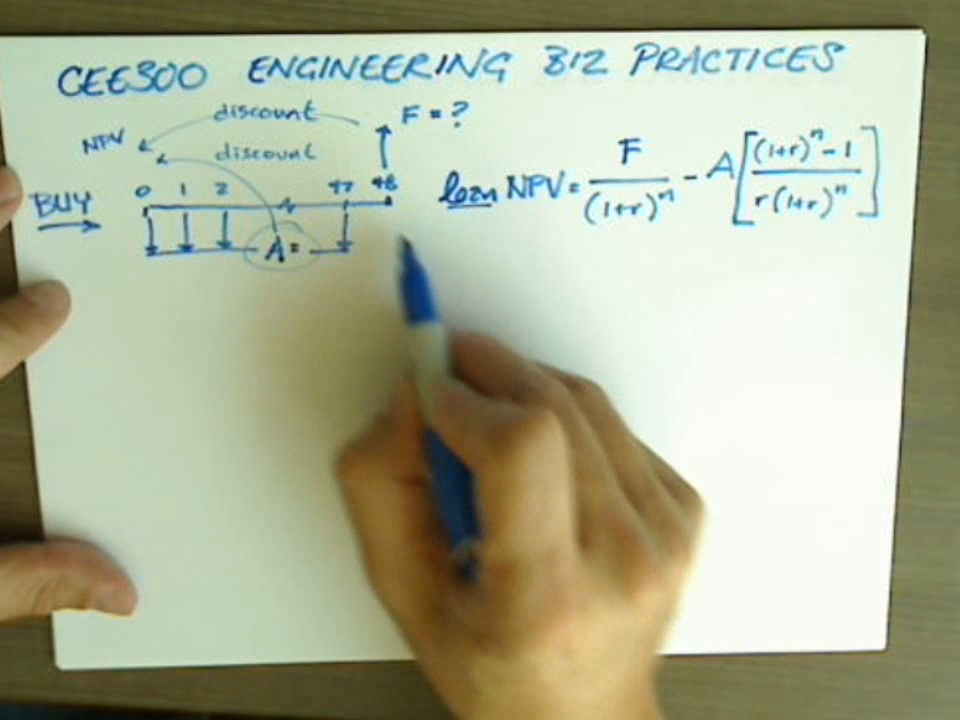 CEE300 ENGINEERING BIZ PRACTICES
discount F = ?
NPV discount
BUY 0 1 2 47 48
A =
loan NPV = F / (1+r)^n - A [ (1+r)^n - 1 / r(1+r)^n ]